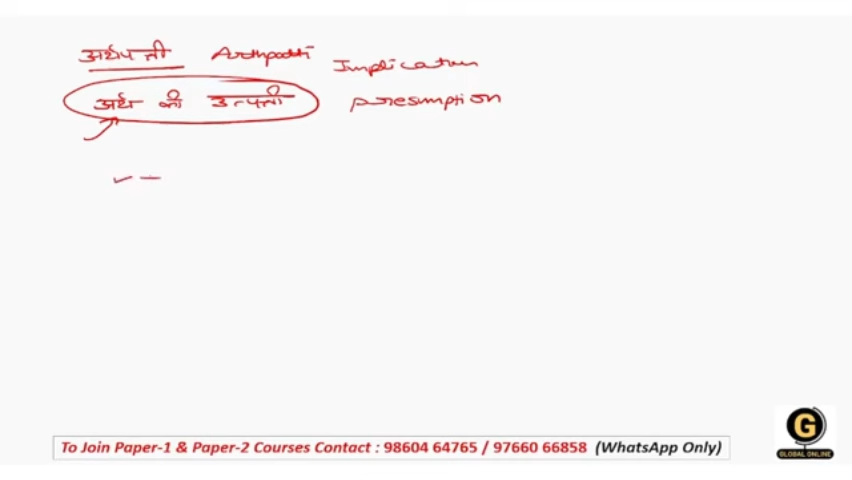 अर्थापत्ती Arthpatti Implication
अर्थ की उत्पत्ती presumption
To Join Paper-1 & Paper-2 Courses Contact : 98604 64765 / 97660 66858 (WhatsApp Only)
G
GLOBAL ONLINE